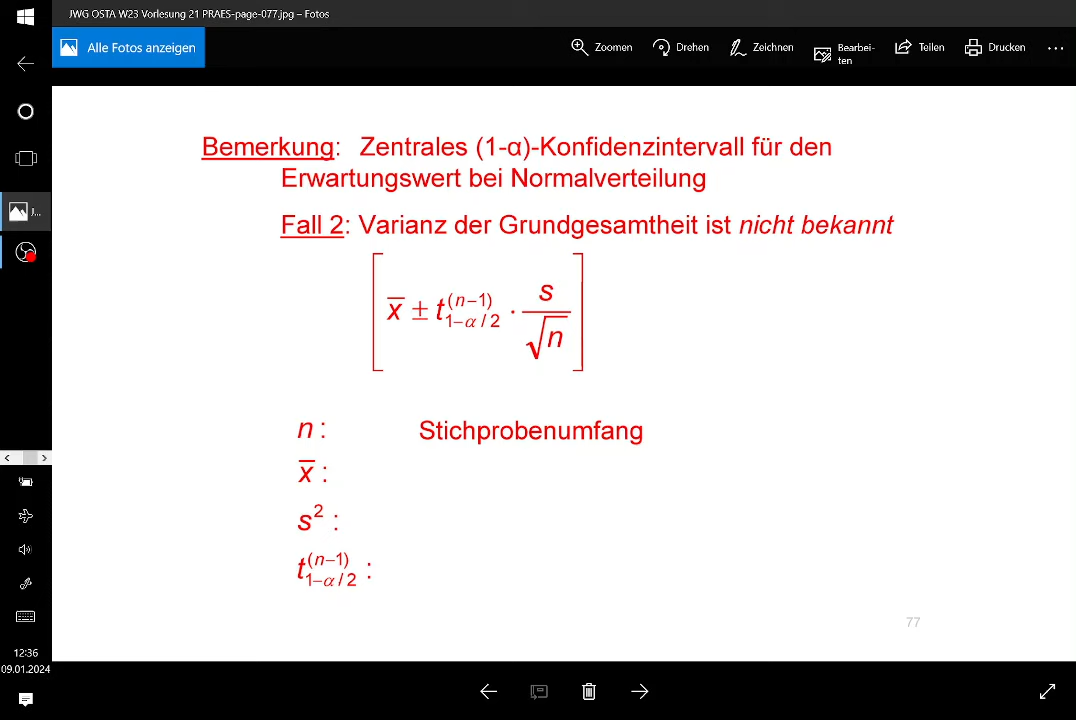 JWG OSTA W23 Vorlesung 21 PRAES-page-077.jpg – Fotos
Alle Fotos anzeigen
Zoomen
Drehen
Zeichnen
Bearbei-
ten
Teilen
Drucken
J...
Bemerkung: Zentrales (1-α)-Konfidenzintervall für den
Erwartungswert bei Normalverteilung
Fall 2: Varianz der Grundgesamtheit ist nicht bekannt
[ x̄ ± t_{1–α/2}^{(n–1)} · s/√n ]
n : Stichprobenumfang
x̄ :
s² :
t_{1–α/2}^{(n–1)} :
77
12:36
09.01.2024